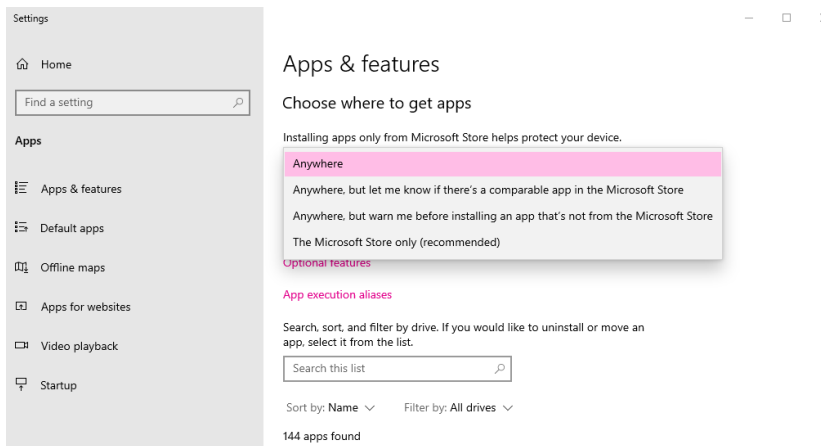 Settings
Home
Find a setting
Apps
Apps & features
Default apps
Offline maps
Apps for websites
Video playback
Startup
Apps & features
Choose where to get apps
Installing apps only from Microsoft Store helps protect your device.
Anywhere
Anywhere, but let me know if there's a comparable app in the Microsoft Store
Anywhere, but warn me before installing an app that's not from the Microsoft Store
The Microsoft Store only (recommended)
Optional features
App execution aliases
Search, sort, and filter by drive. If you would like to uninstall or move an
app, select it from the list.
Search this list
Sort by: Name Filter by: All drives
144 apps found